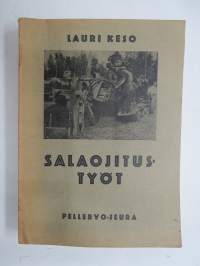 LAURI KESO
SALAOJITUS-
TYÖT
PELLERVO-SEURA